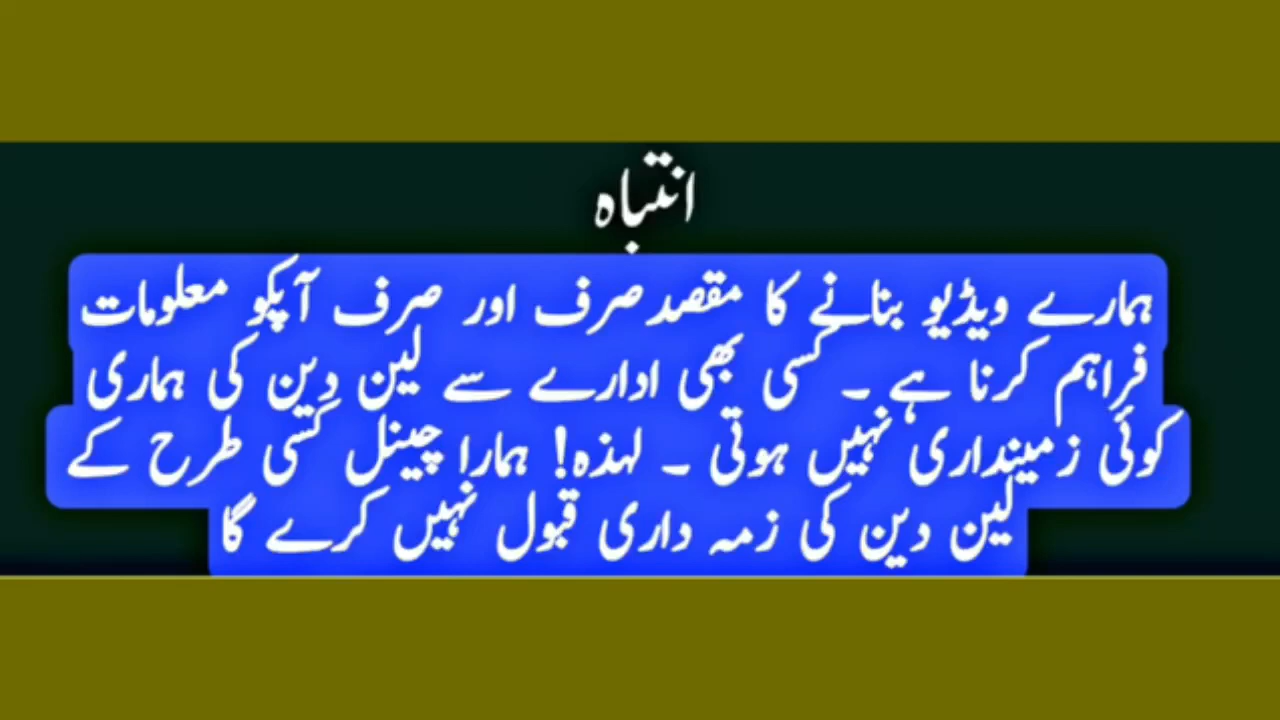 انتباہ
ہمارے ویڈیو بنانے کا مقصد صرف اور صرف آپکو معلومات
فراہم کرنا ہے ۔ کسی بھی ادارے سے لین دین کی ہماری
کوئی زمینداری نہیں ہوتی ۔ لہذہ! ہمارا چینل کسی طرح کے
لین دین کی زمہ داری قبول نہیں کرے گا